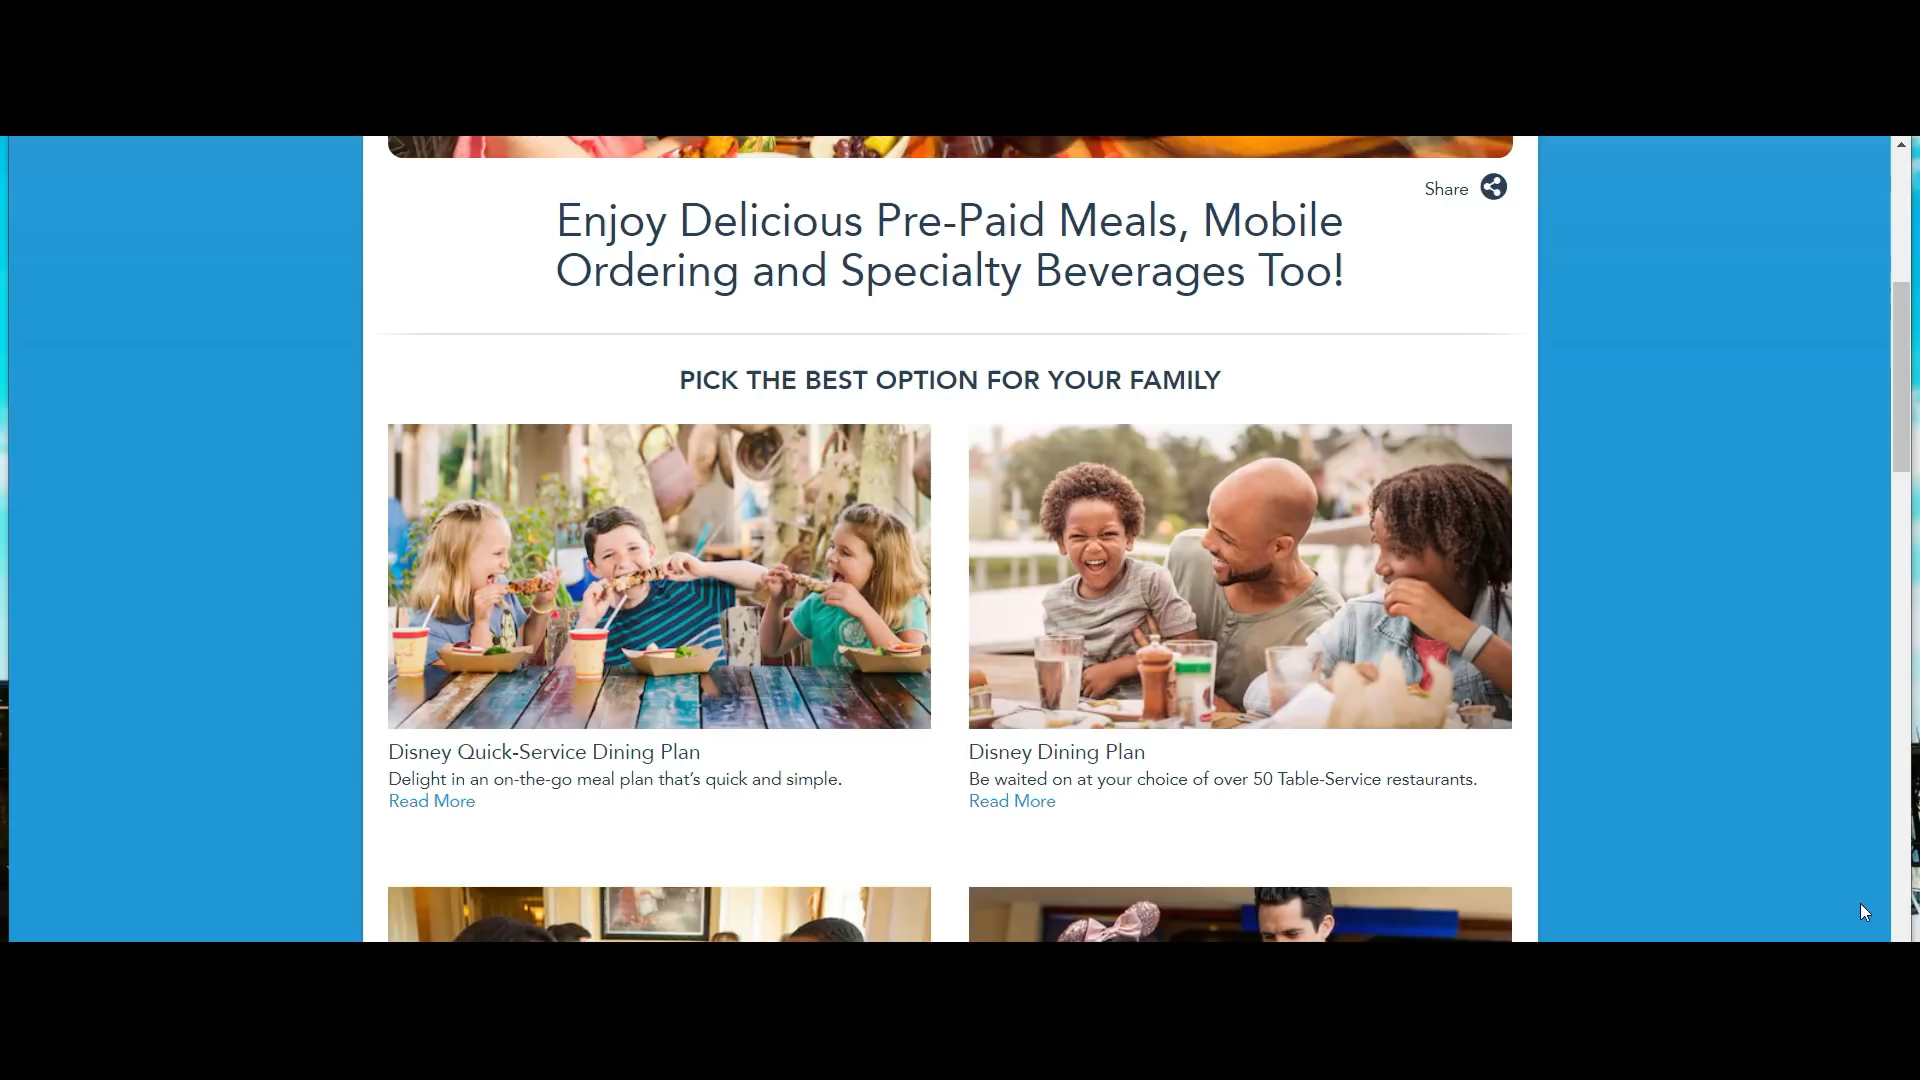 Share
Enjoy Delicious Pre-Paid Meals, Mobile
Ordering and Specialty Beverages Too!
PICK THE BEST OPTION FOR YOUR FAMILY
Disney Quick-Service Dining Plan
Delight in an on-the-go meal plan that’s quick and simple.
Read More
Disney Dining Plan
Be waited on at your choice of over 50 Table-Service restaurants.
Read More